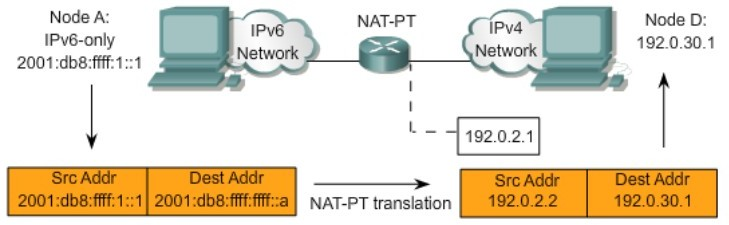 Node A:
IPv6-only
2001:db8:ffff:1::1
IPv6
Network
NAT-PT
IPv4
Network
Node D:
192.0.30.1
192.0.2.1
Src Addr
2001:db8:ffff:1::1
Dest Addr
2001:db8:ffff:ffff::a
NAT-PT translation
Src Addr
192.0.2.2
Dest Addr
192.0.30.1